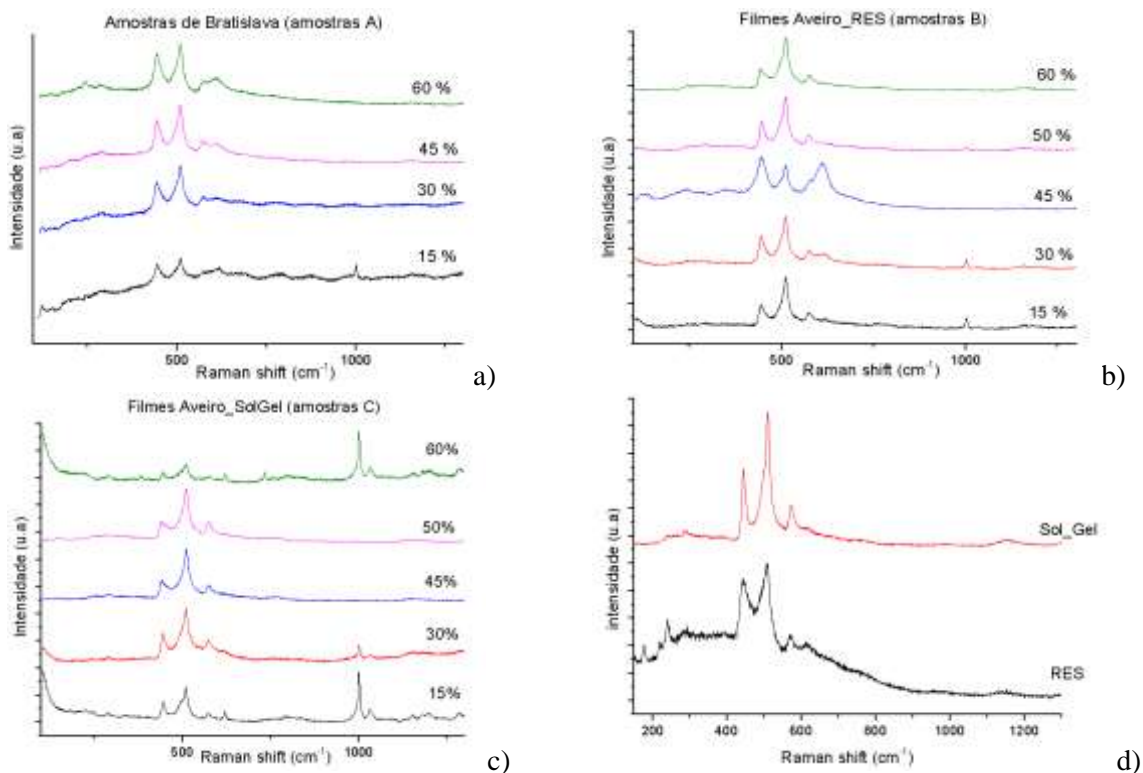 Amostras de Bratislava (amostras A)
Intensidade (u.a)
60 %
45 %
30 %
15 %
500
1000
Raman shift (cm⁻¹)
a)
Filmes Aveiro_RES (amostras B)
Intensidade (u.a)
60 %
50 %
45 %
30 %
15 %
500
1000
Raman shift (cm⁻¹)
b)
Filmes Aveiro_SolGel (amostras C)
Intensidade (u.a)
60%
50%
45%
30%
15%
500
1000
Raman shift (cm⁻¹)
c)
intensidade (u.a)
Sol_Gel
RES
200 400 600 800 1000 1200
Raman shift (cm⁻¹)
d)